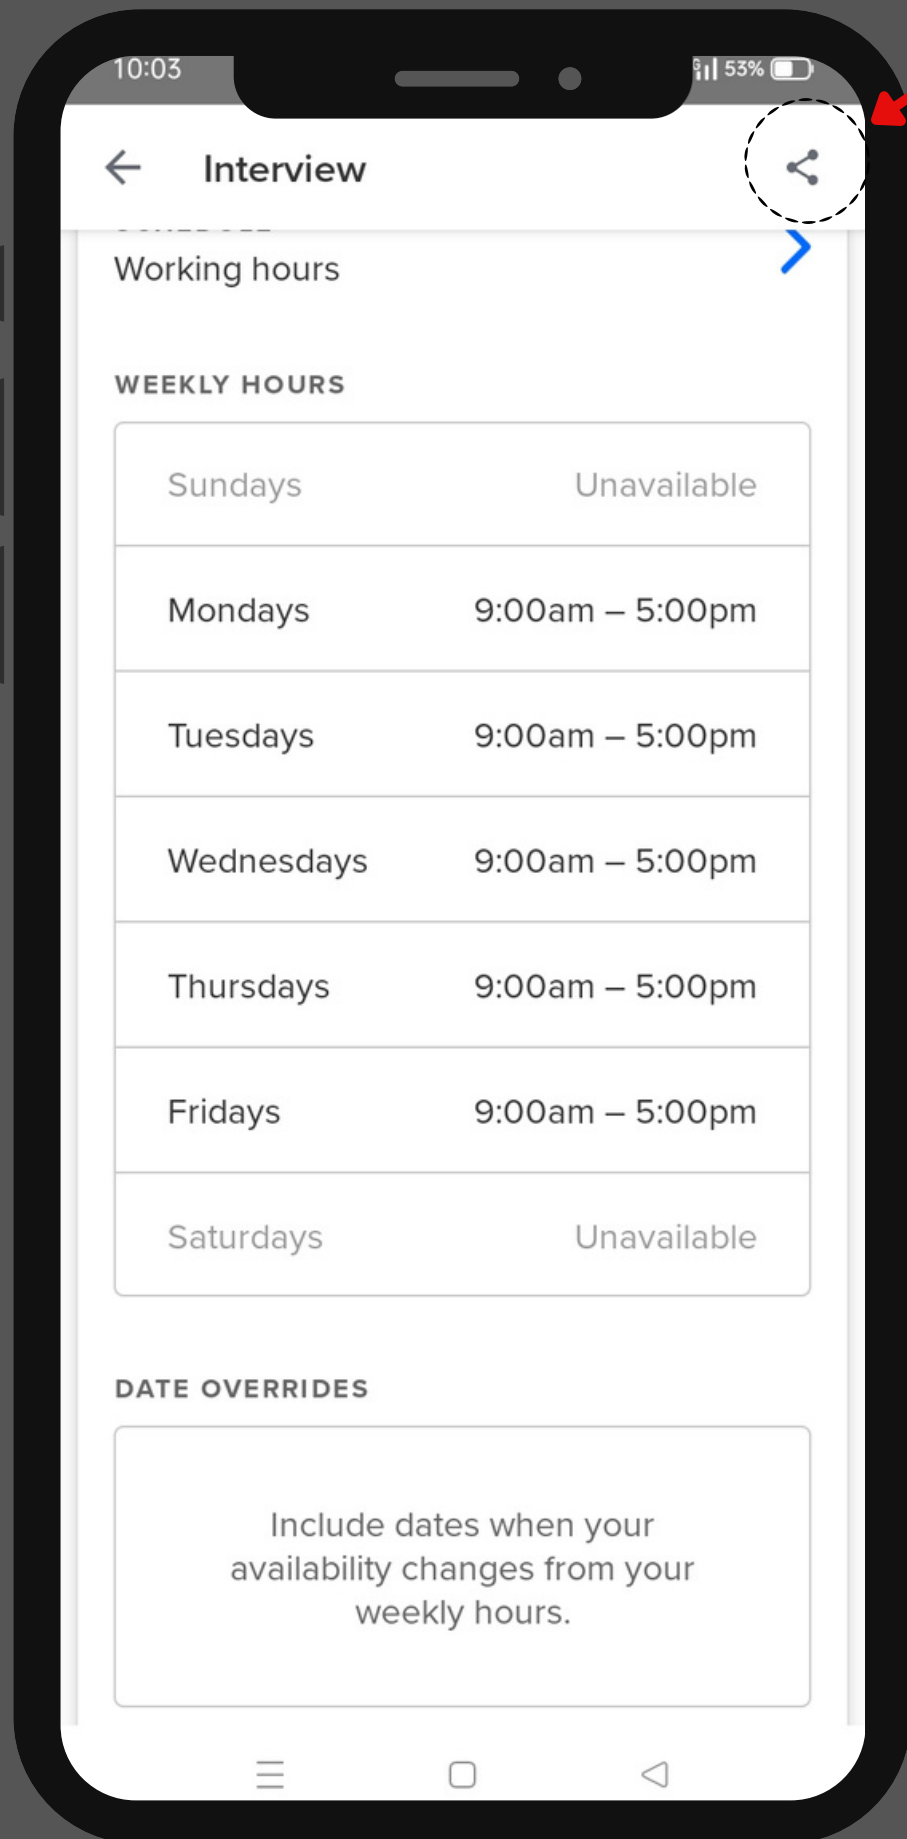 10:03
53%
Interview
Working hours
WEEKLY HOURS
Sundays Unavailable
Mondays 9:00am – 5:00pm
Tuesdays 9:00am – 5:00pm
Wednesdays 9:00am – 5:00pm
Thursdays 9:00am – 5:00pm
Fridays 9:00am – 5:00pm
Saturdays Unavailable
DATE OVERRIDES
Include dates when your
availability changes from your
weekly hours.